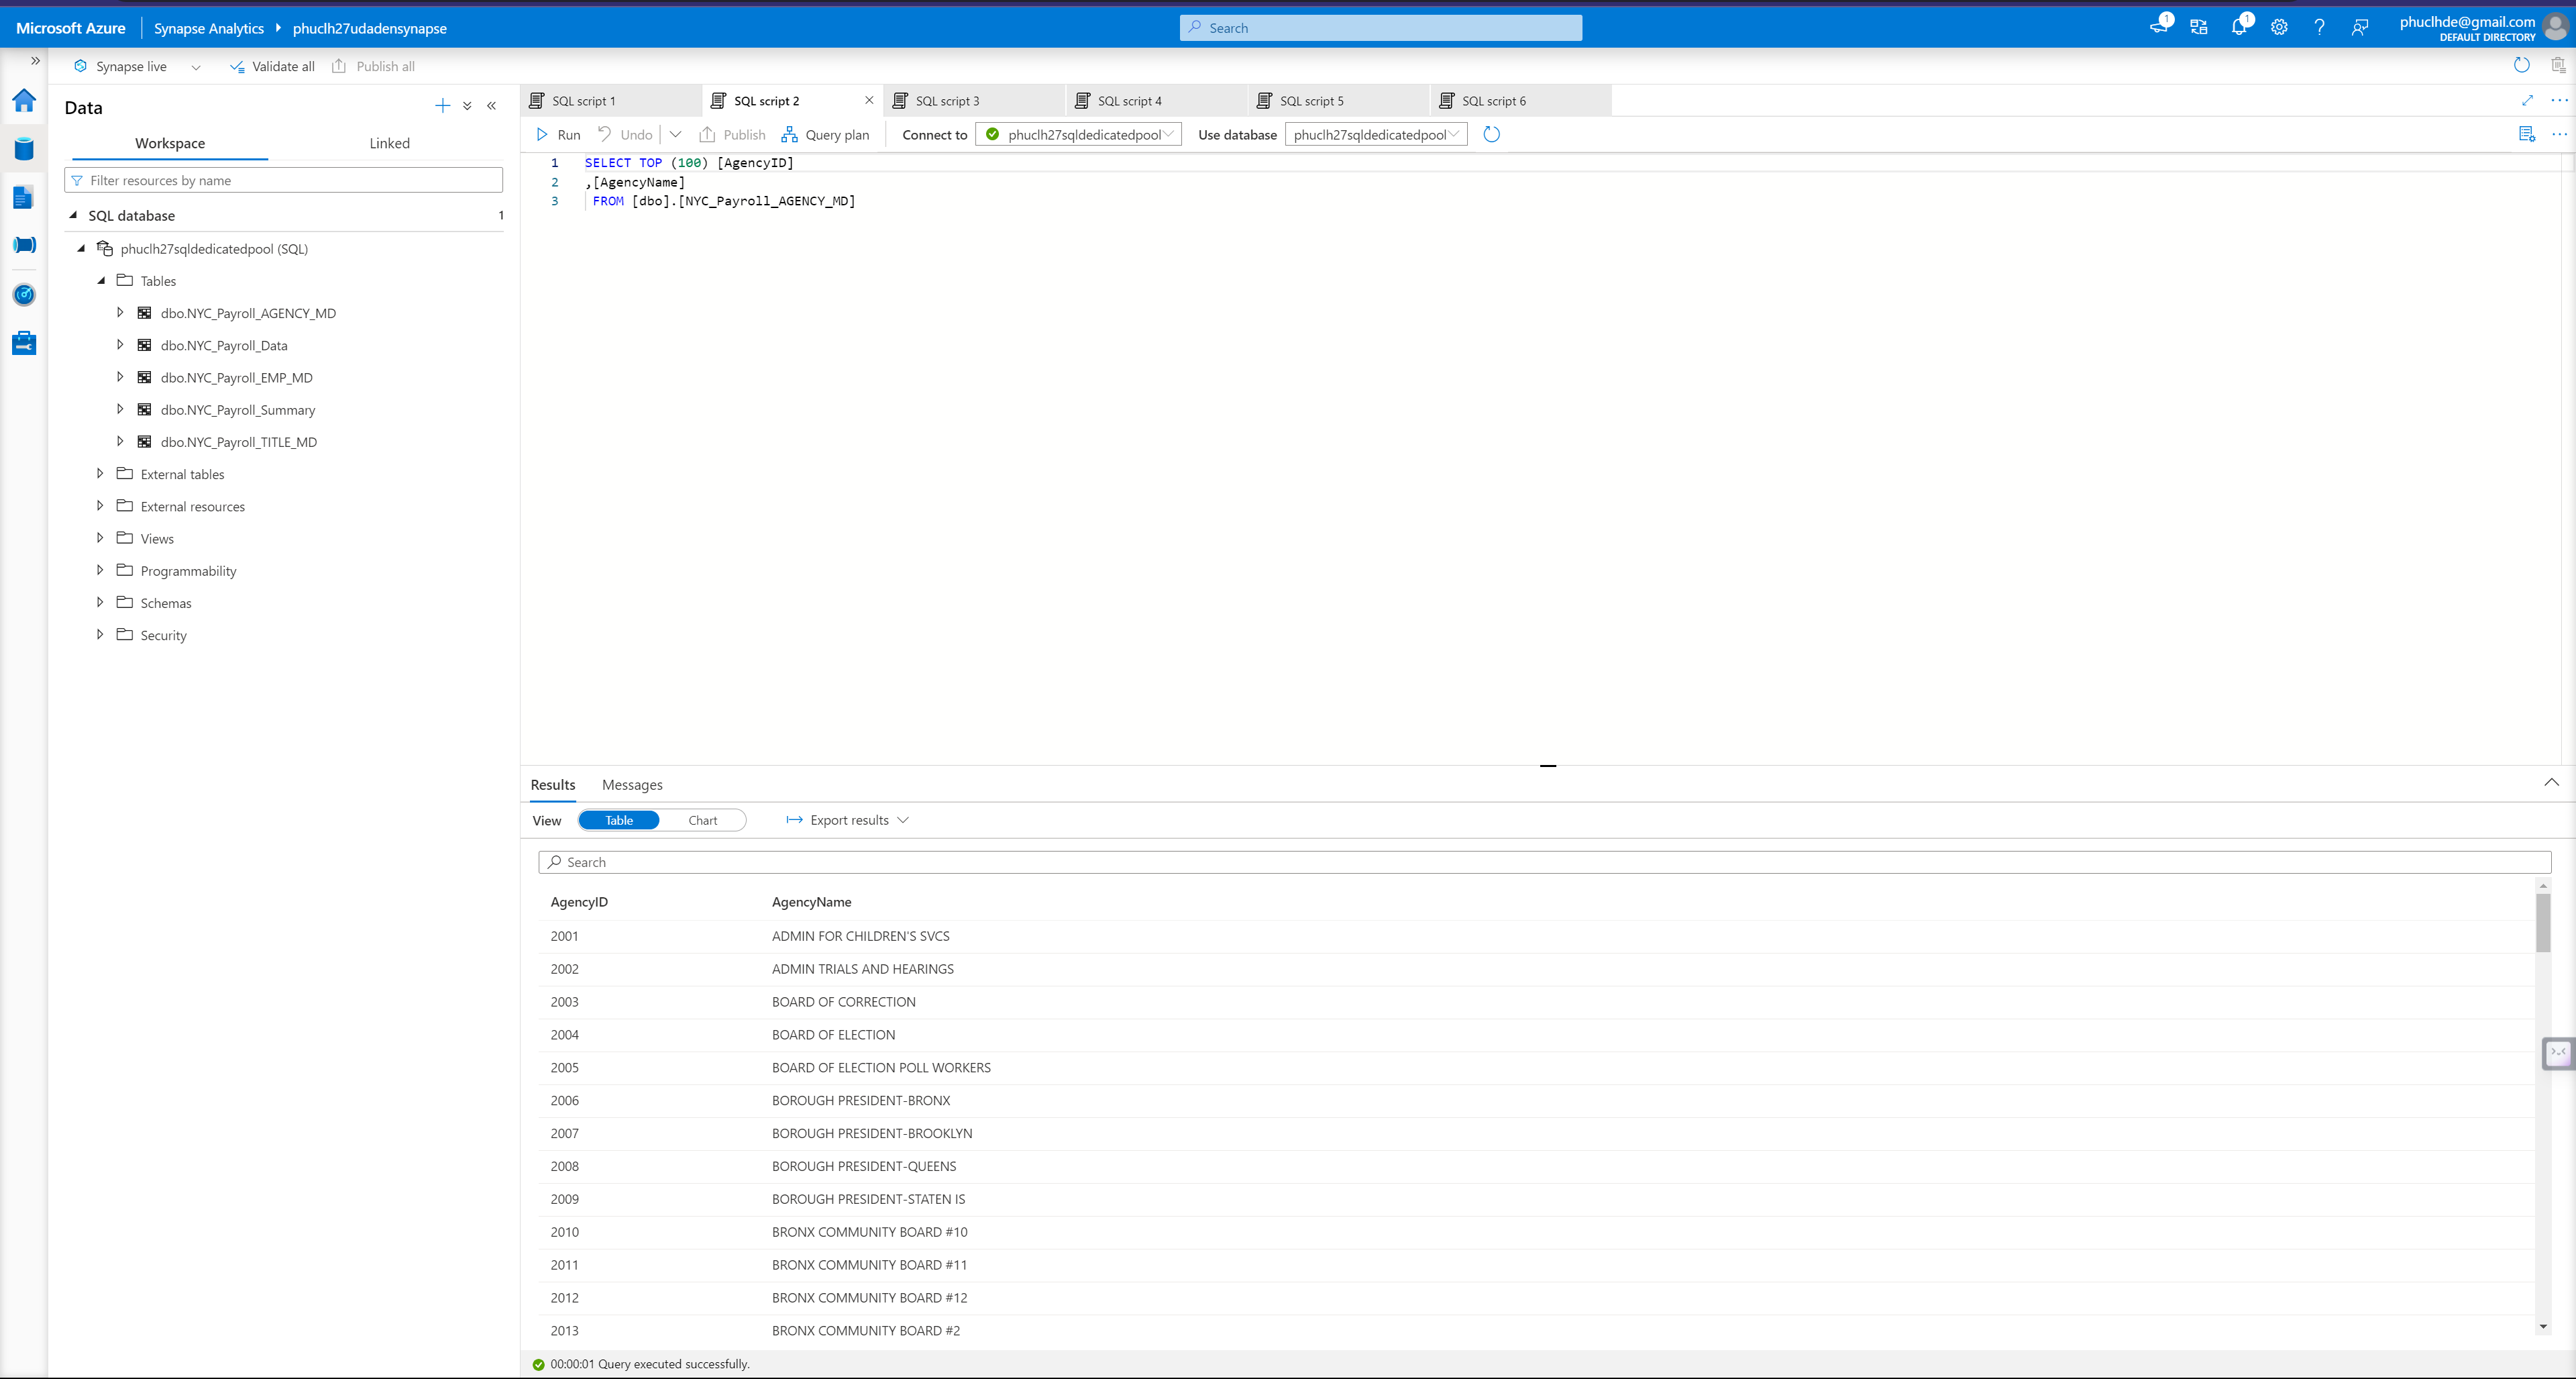 Microsoft Azure
Synapse Analytics
phuclh27udadensynapse
Search
1
1
phuclhde@gmail.com
DEFAULT DIRECTORY
Synapse live
Validate all
Publish all
Data
Workspace
Linked
Filter resources by name
SQL database
1
phuclh27sqldedicatedpool (SQL)
Tables
dbo.NYC_Payroll_AGENCY_MD
dbo.NYC_Payroll_Data
dbo.NYC_Payroll_EMP_MD
dbo.NYC_Payroll_Summary
dbo.NYC_Payroll_TITLE_MD
External tables
External resources
Views
Programmability
Schemas
Security
SQL script 1
SQL script 2
SQL script 3
SQL script 4
SQL script 5
SQL script 6
Run
Undo
Publish
Query plan
Connect to
phuclh27sqldedicatedpool
Use database
phuclh27sqldedicatedpool
1 SELECT TOP (100) [AgencyID]
2 ,[AgencyName]
3 FROM [dbo].[NYC_Payroll_AGENCY_MD]
Results
Messages
View
Table
Chart
Export results
Search
AgencyID AgencyName
2001 ADMIN FOR CHILDREN'S SVCS
2002 ADMIN TRIALS AND HEARINGS
2003 BOARD OF CORRECTION
2004 BOARD OF ELECTION
2005 BOARD OF ELECTION POLL WORKERS
2006 BOROUGH PRESIDENT-BRONX
2007 BOROUGH PRESIDENT-BROOKLYN
2008 BOROUGH PRESIDENT-QUEENS
2009 BOROUGH PRESIDENT-STATEN IS
2010 BRONX COMMUNITY BOARD #10
2011 BRONX COMMUNITY BOARD #11
2012 BRONX COMMUNITY BOARD #12
2013 BRONX COMMUNITY BOARD #2
00:00:01 Query executed successfully.